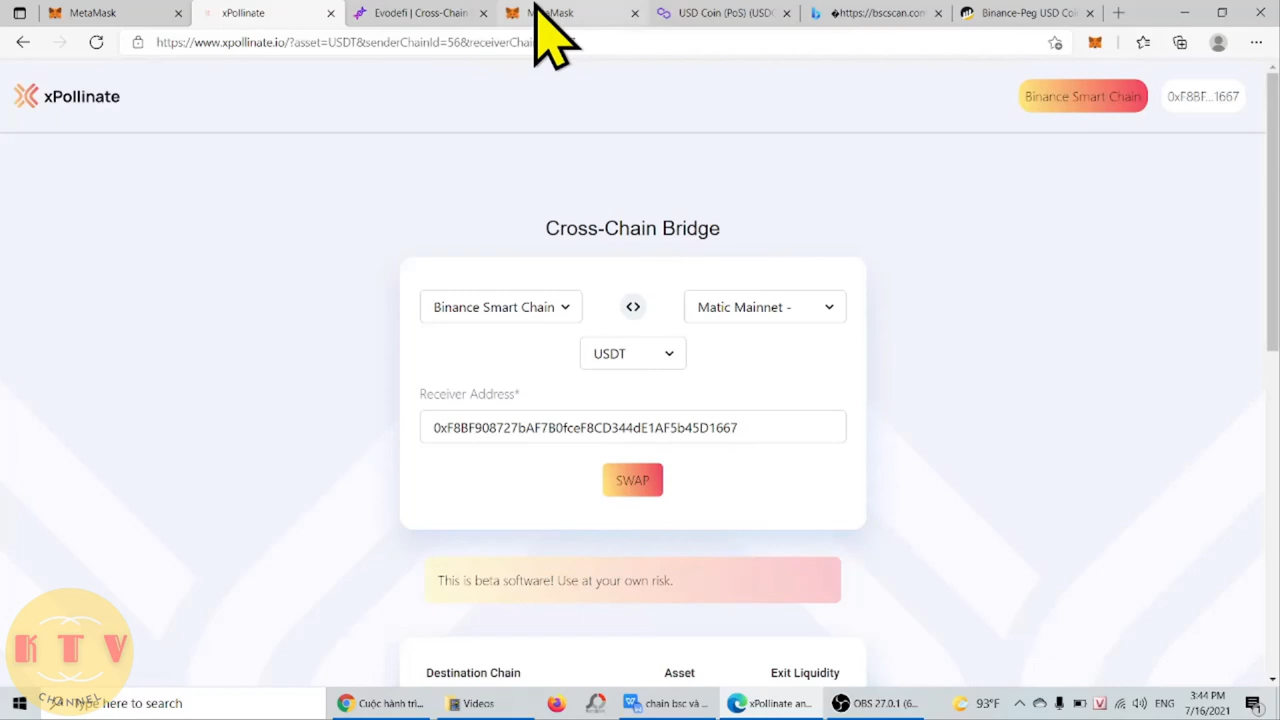 MetaMask
xPollinate
Evodefi | Cross-Chain
MetaMask
USD Coin (PoS) (USDC
�https://bscscan.com
Binance-Peg USD Coin
https://www.xpollinate.io/?asset=USDT&senderChainId=56&receiverChai
xPollinate
Binance Smart Chain
0xF8BF...1667
Cross-Chain Bridge
Binance Smart Chain
Matic Mainnet -
USDT
Receiver Address*
0xF8BF908727bAF7B0fceF8CD344dE1AF5b45D1667
SWAP
This is beta software! Use at your own risk.
Destination Chain
Asset
Exit Liquidity
KTV
CHANNEL
here to search
Cuộc hành tri...
Videos
chain bsc và ...
xPollinate an...
OBS 27.0.1 (6...
93°F
ENG
3:44 PM
7/16/2021